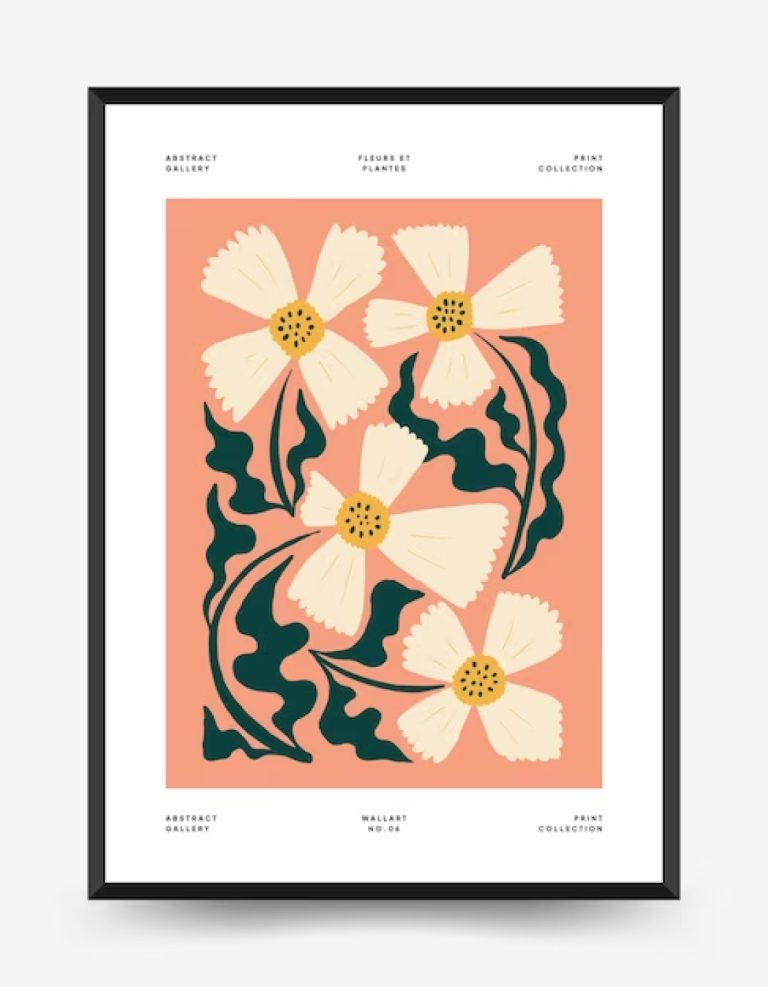 ABSTRACT
GALLERY
FLEURS ET
PLANTES
PRINT
COLLECTION
ABSTRACT
GALLERY
WALLART
NO.06
PRINT
COLLECTION